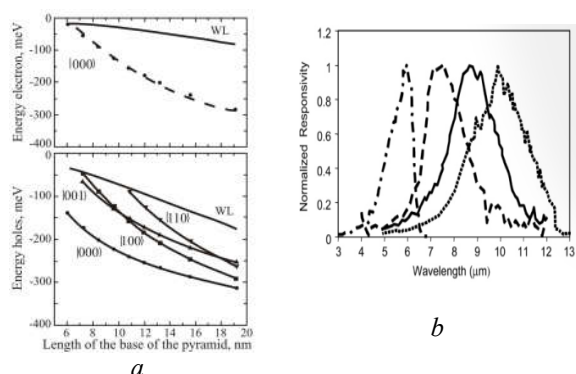 Energy electron, meV
0
-100
-200
-300
-400
WL
|000⟩
Energy holes, meV
0
-100
-200
-300
-400
|001⟩
|110⟩
WL
|100⟩
|000⟩
6 8 10 12 14 16 18 20
Length of the base of the pyramid, nm
a
Normalized Responsivity
1.2
1
0.8
0.6
0.4
0.2
0
3 4 5 6 7 8 9 10 11 12 13
Wavelength (μm)
b